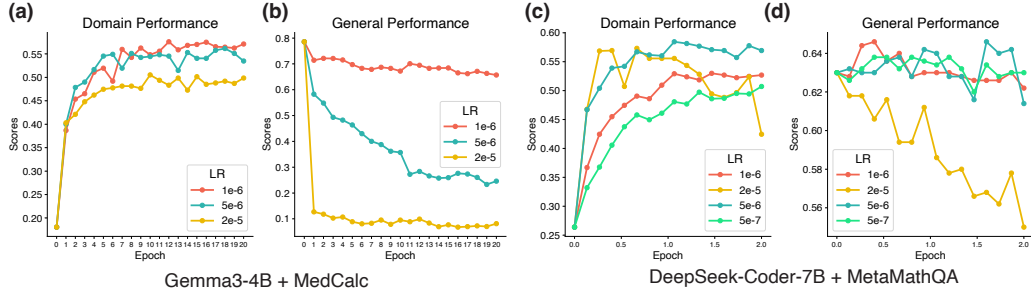 (a)
Domain Performance
Scores
0.55
0.50
0.45
0.40
0.35
0.30
0.25
0.20
LR
1e-6
5e-6
2e-5
0 1 2 3 4 5 6 7 8 9 10 11 12 13 14 15 16 17 18 19 20
Epoch
(b)
General Performance
Scores
0.8
0.7
0.6
0.5
0.4
0.3
0.2
0.1
LR
1e-6
5e-6
2e-5
0 1 2 3 4 5 6 7 8 9 10 11 12 13 14 15 16 17 18 19 20
Epoch
Gemma3-4B + MedCalc
(c)
Domain Performance
Scores
0.60
0.55
0.50
0.45
0.40
0.35
0.30
0.25
LR
1e-6
2e-5
5e-6
5e-7
0.0 0.5 1.0 1.5 2.0
Epoch
(d)
General Performance
Scores
0.64
0.62
0.60
0.58
0.56
LR
1e-6
2e-5
5e-6
5e-7
0.0 0.5 1.0 1.5 2.0
Epoch
DeepSeek-Coder-7B + MetaMathQA